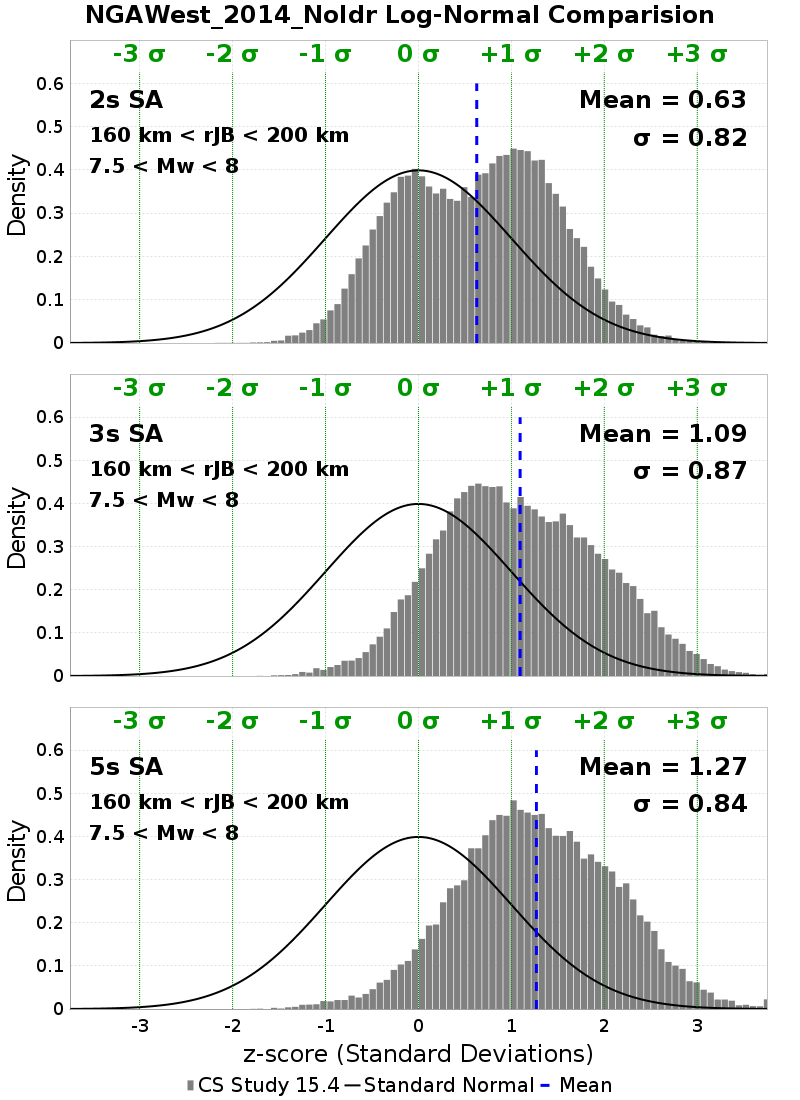 NGAWest_2014_NoIdr Log-Normal Comparision
-3 σ -2 σ -1 σ 0 σ +1 σ +2 σ +3 σ
2s SA
160 km < rJB < 200 km
7.5 < Mw < 8
Mean = 0.63
σ = 0.82
Density
0.6
0.5
0.4
0.3
0.2
0.1
0
-3 σ -2 σ -1 σ 0 σ +1 σ +2 σ +3 σ
3s SA
160 km < rJB < 200 km
7.5 < Mw < 8
Mean = 1.09
σ = 0.87
Density
0.6
0.5
0.4
0.3
0.2
0.1
0
-3 σ -2 σ -1 σ 0 σ +1 σ +2 σ +3 σ
5s SA
160 km < rJB < 200 km
7.5 < Mw < 8
Mean = 1.27
σ = 0.84
Density
0.6
0.5
0.4
0.3
0.2
0.1
0
-3 -2 -1 0 1 2 3
z-score (Standard Deviations)
CS Study 15.4 Standard Normal Mean